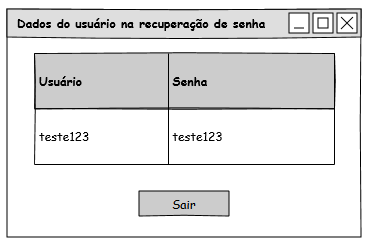 Dados do usuário na recuperação de senha
Usuário Senha
teste123 teste123
Sair